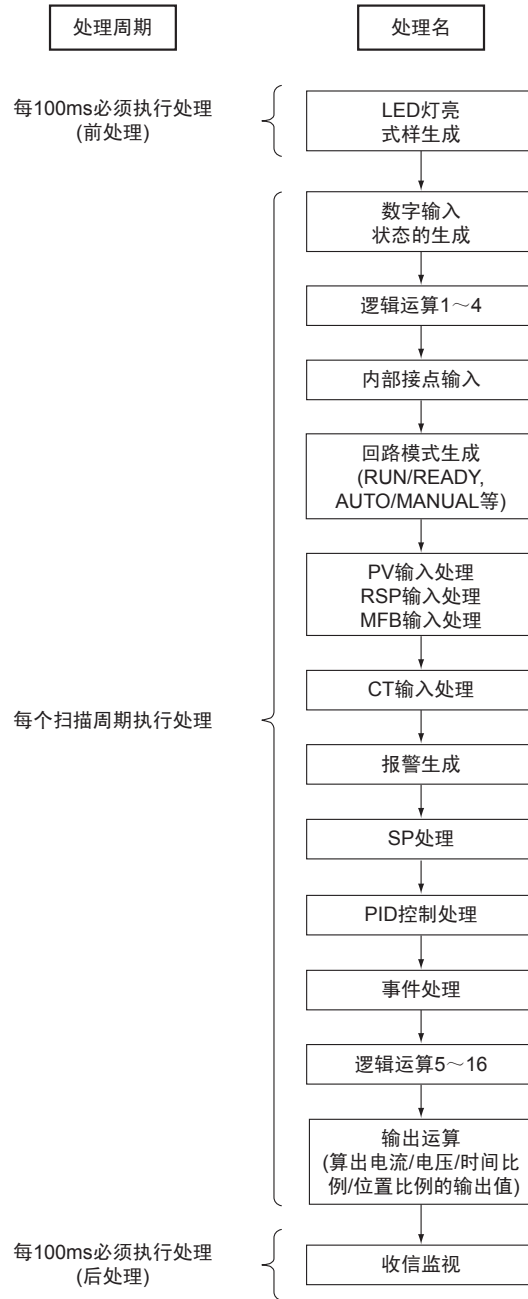 处理周期
处理名
每100ms必须执行处理
(前处理)
LED灯亮
式样生成
数字输入
状态的生成
逻辑运算1～4
内部接点输入
回路模式生成
(RUN/READY,
AUTO/MANUAL等)
PV输入处理
RSP输入处理
MFB输入处理
CT输入处理
每个扫描周期执行处理
报警生成
SP处理
PID控制处理
事件处理
逻辑运算5～16
输出运算
(算出电流/电压/时间比
例/位置比例的输出值)
每100ms必须执行处理
(后处理)
收信监视